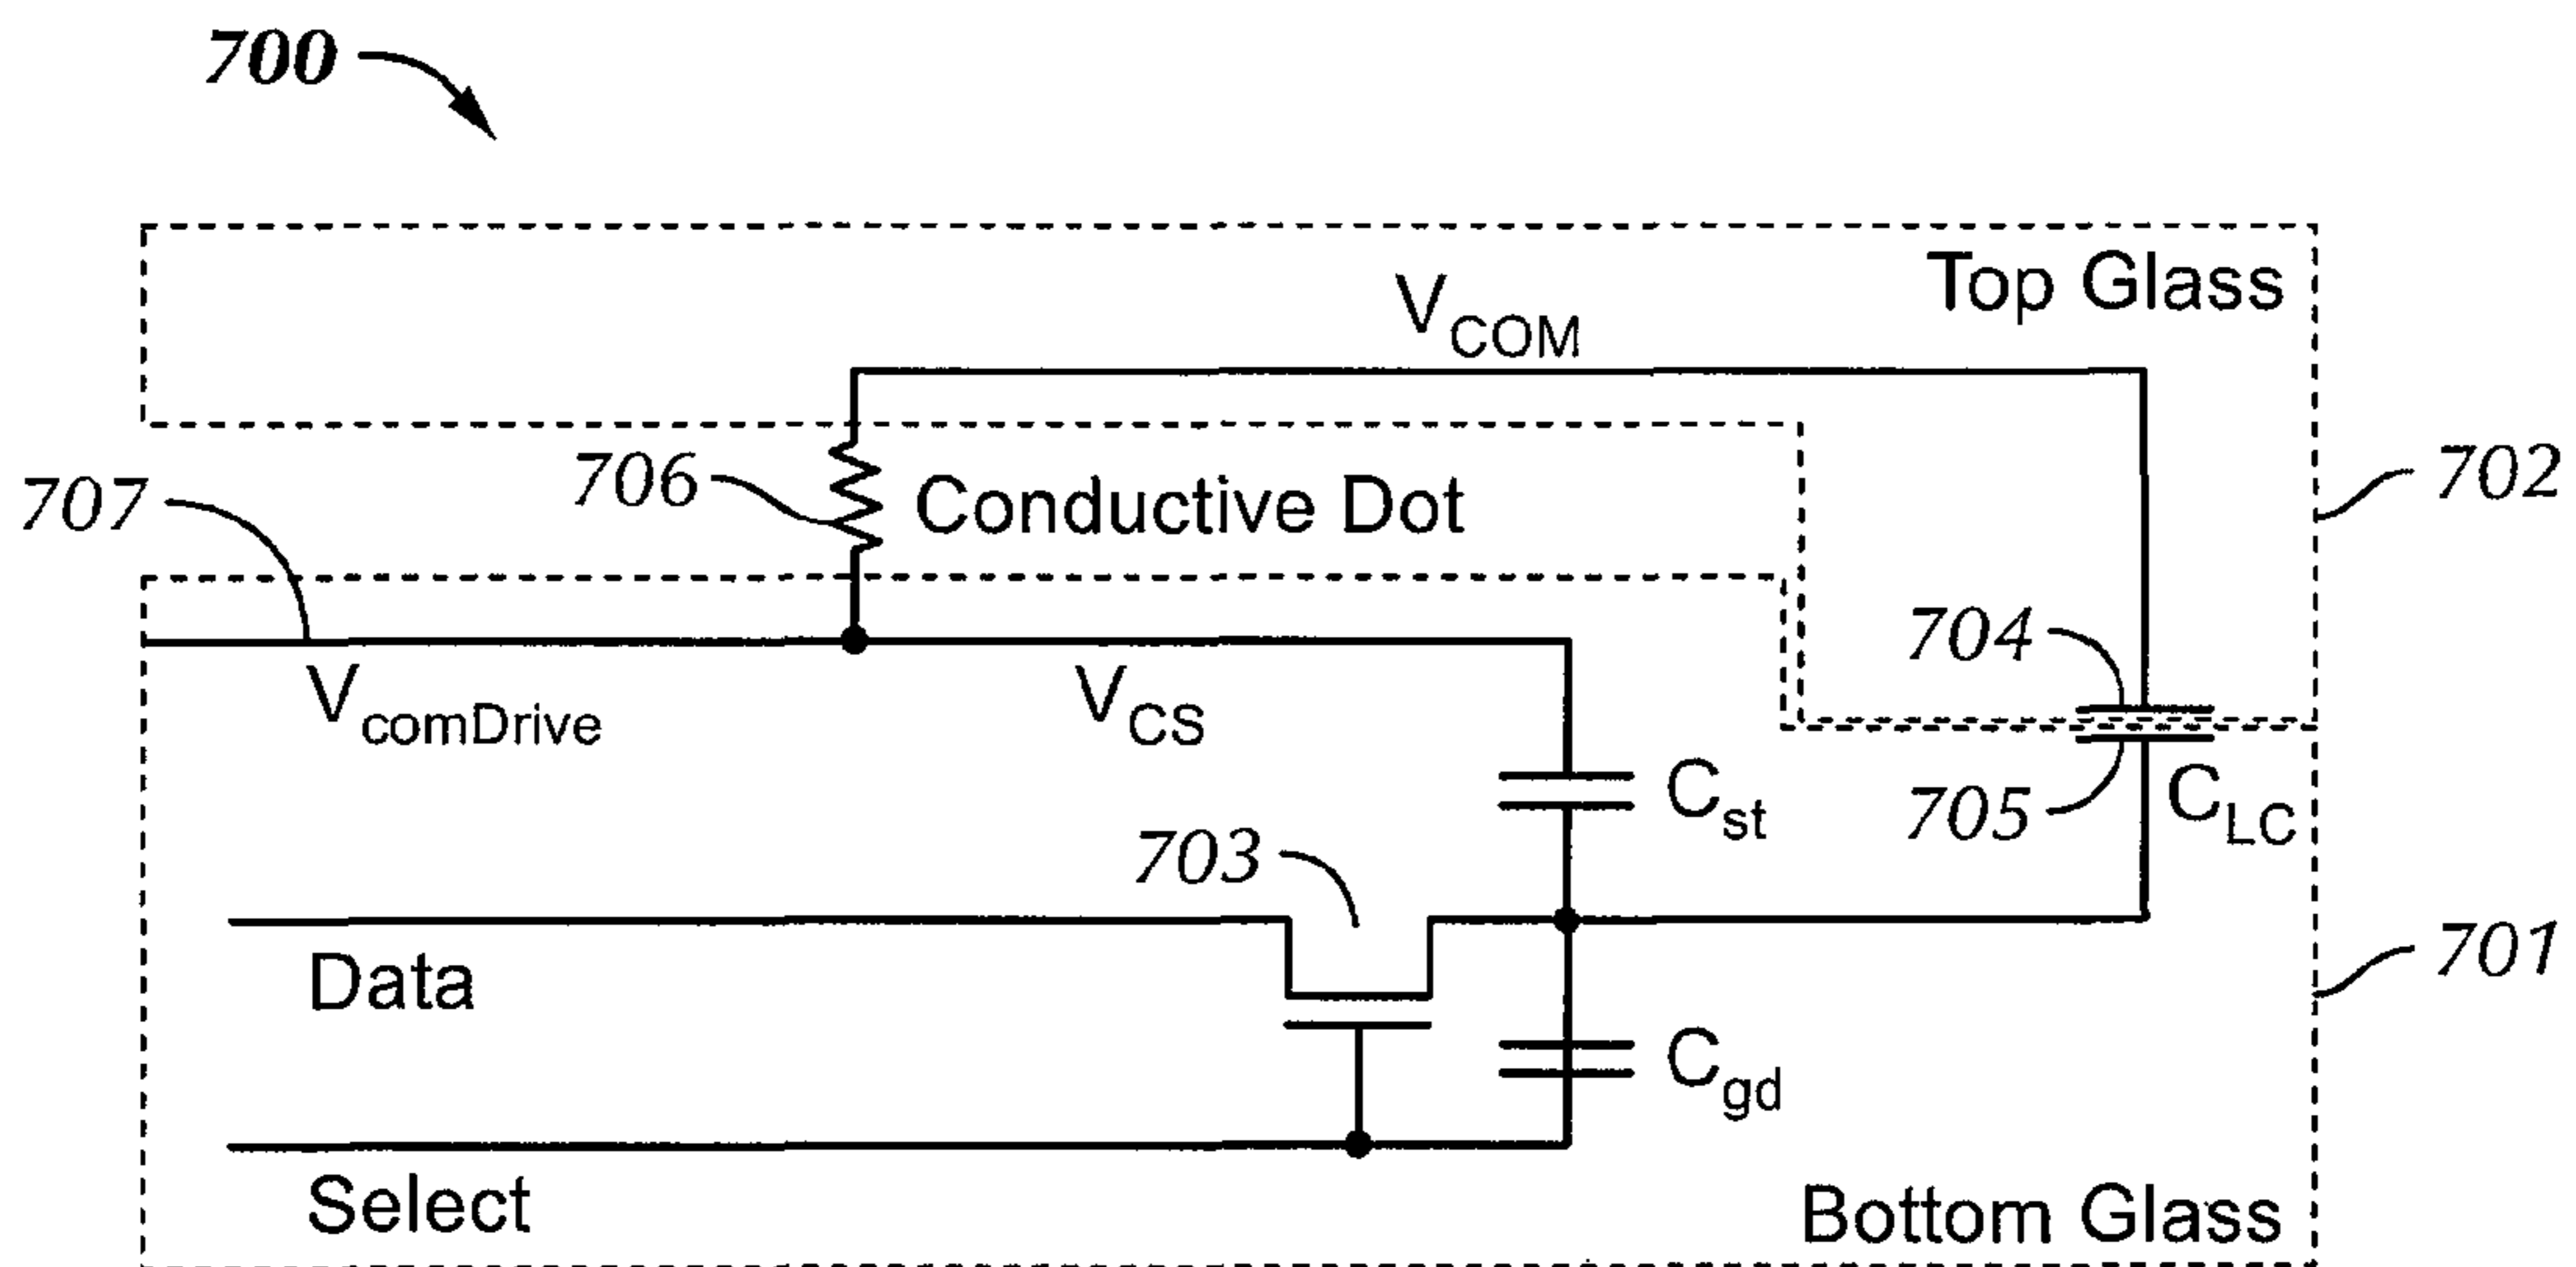 700
Top Glass
V_COM
706
Conductive Dot
702
707
704
V_comDrive
V_CS
C_st
705
C_LC
703
Data
701
C_gd
Select
Bottom Glass